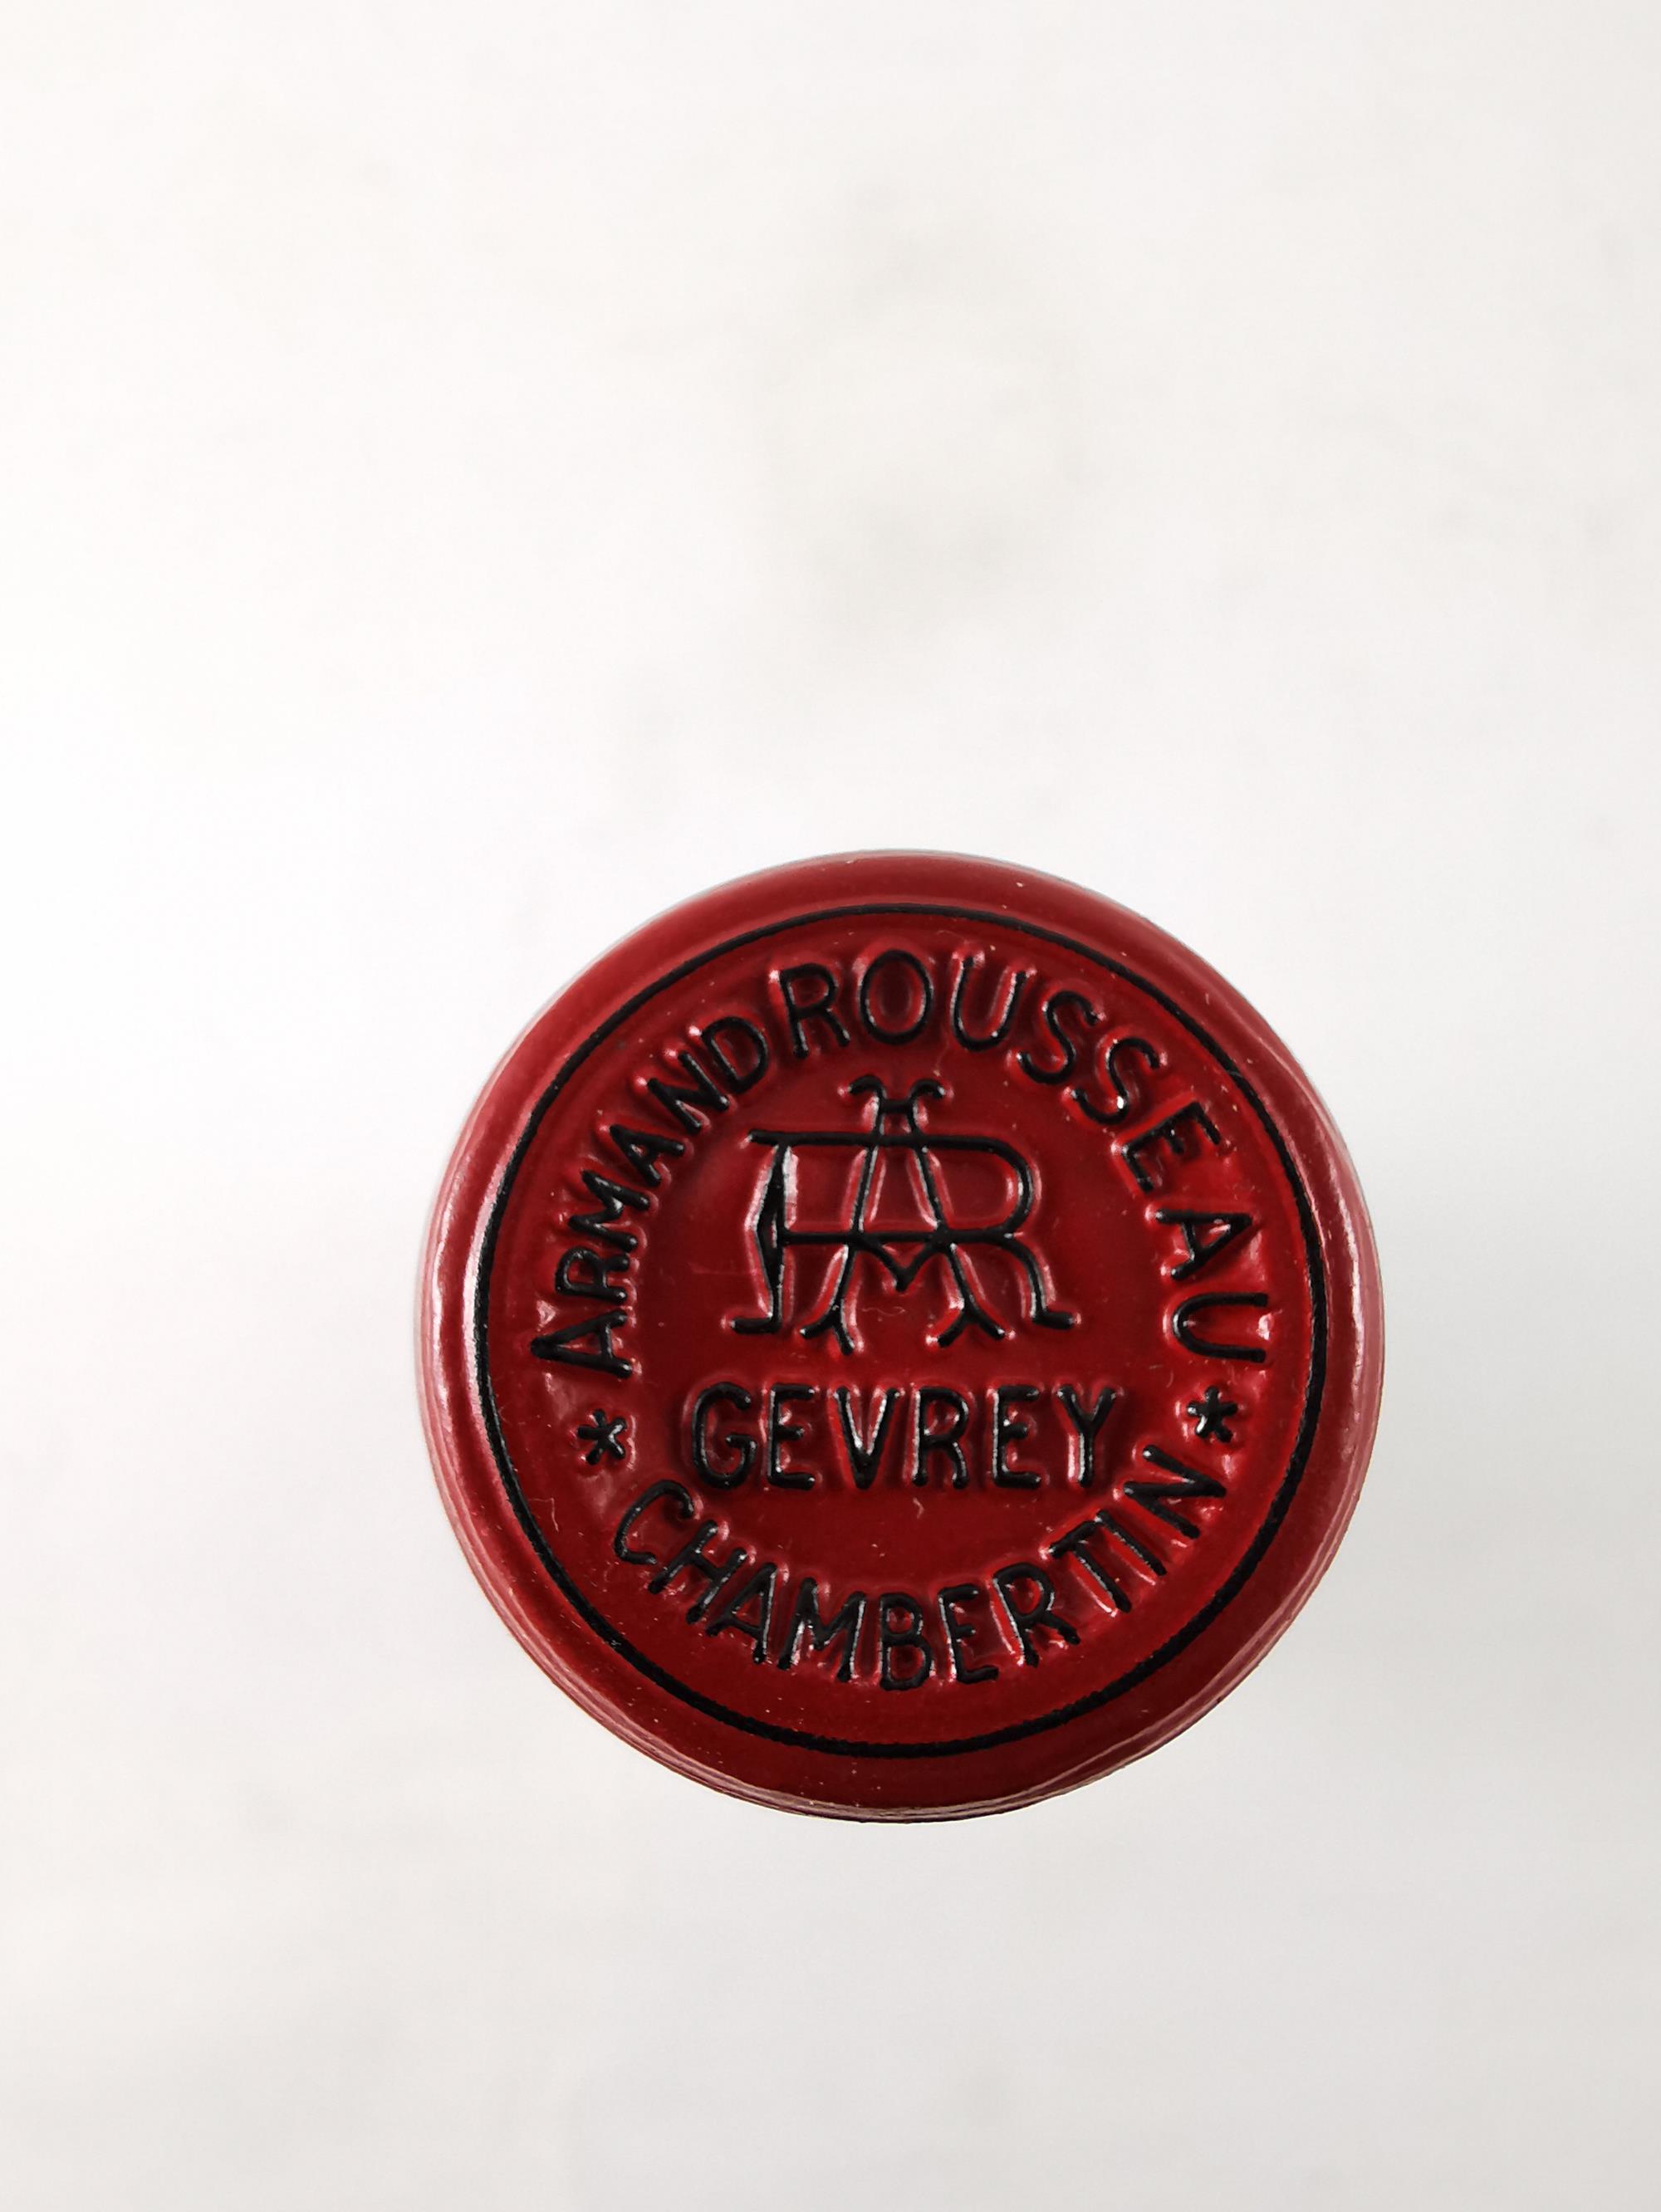 ARMAND ROUSSEAU
AR
GEVREY
* CHAMBERTIN *